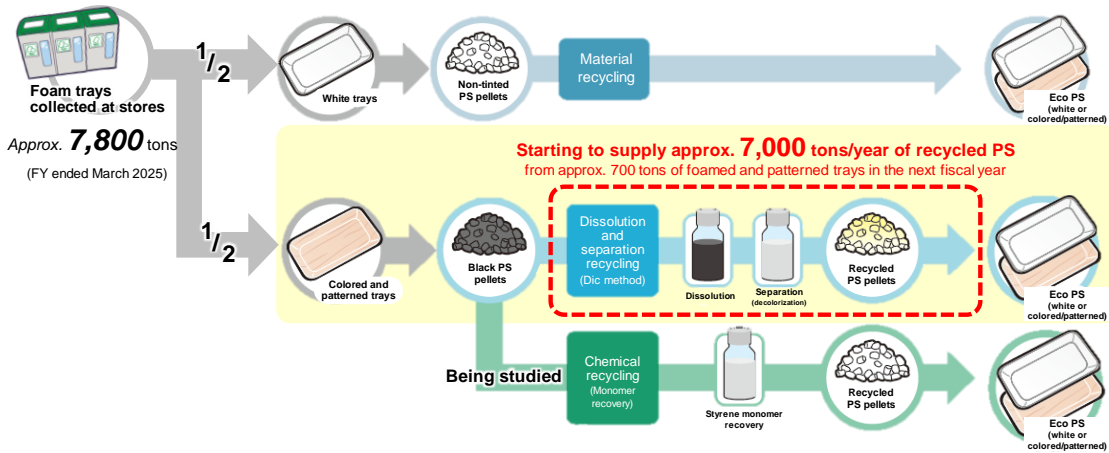 Foam trays
collected at stores
Approx. 7,800 tons
(FY ended March 2025)
1/2
White trays
Non-tinted
PS pellets
Material
recycling
Eco PS
(white or
colored/patterned)
Starting to supply approx. 7,000 tons/year of recycled PS
from approx. 700 tons of foamed and patterned trays in the next fiscal year
1/2
Colored and
patterned trays
Black PS
pellets
Dissolution
and
separation
recycling
(Dic method)
Dissolution
Separation
(decolorization)
Recycled
PS pellets
Eco PS
(white or
colored/patterned)
Being studied
Chemical
recycling
(Monomer
recovery)
Styrene monomer
recovery
Recycled
PS pellets
Eco PS
(white or
colored/patterned)